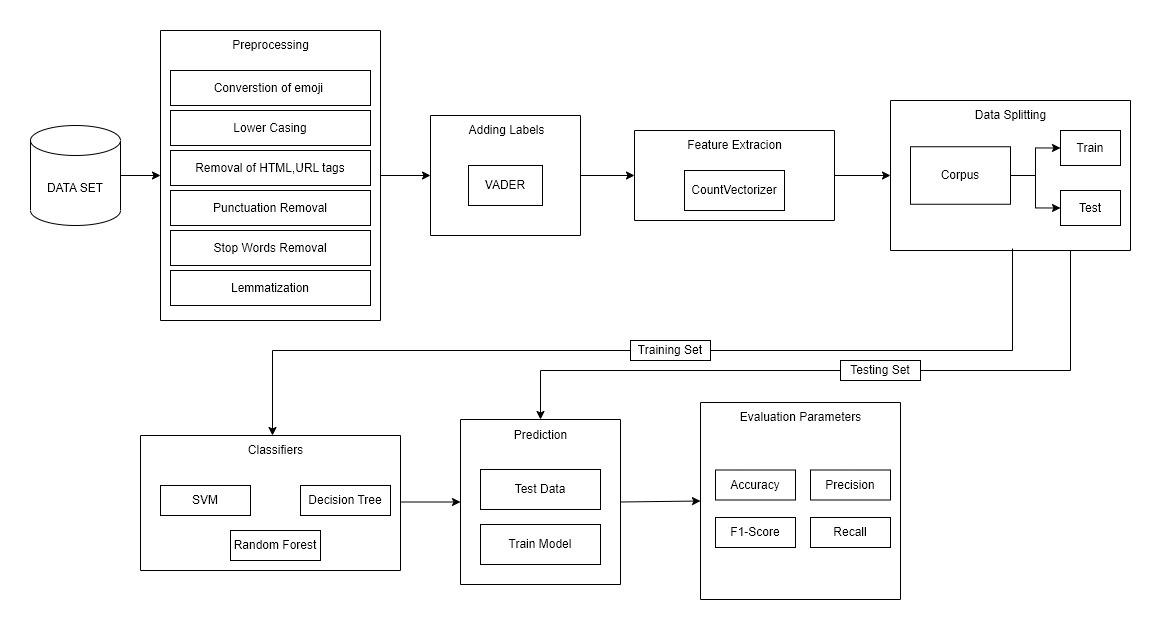 Preprocessing
Converstion of emoji
Lower Casing
Removal of HTML,URL tags
Punctuation Removal
Stop Words Removal
Lemmatization
DATA SET
Adding Labels
VADER
Feature Extracion
CountVectorizer
Data Splitting
Corpus
Train
Test
Training Set
Testing Set
Classifiers
SVM
Decision Tree
Random Forest
Prediction
Test Data
Train Model
Evaluation Parameters
Accuracy
Precision
F1-Score
Recall